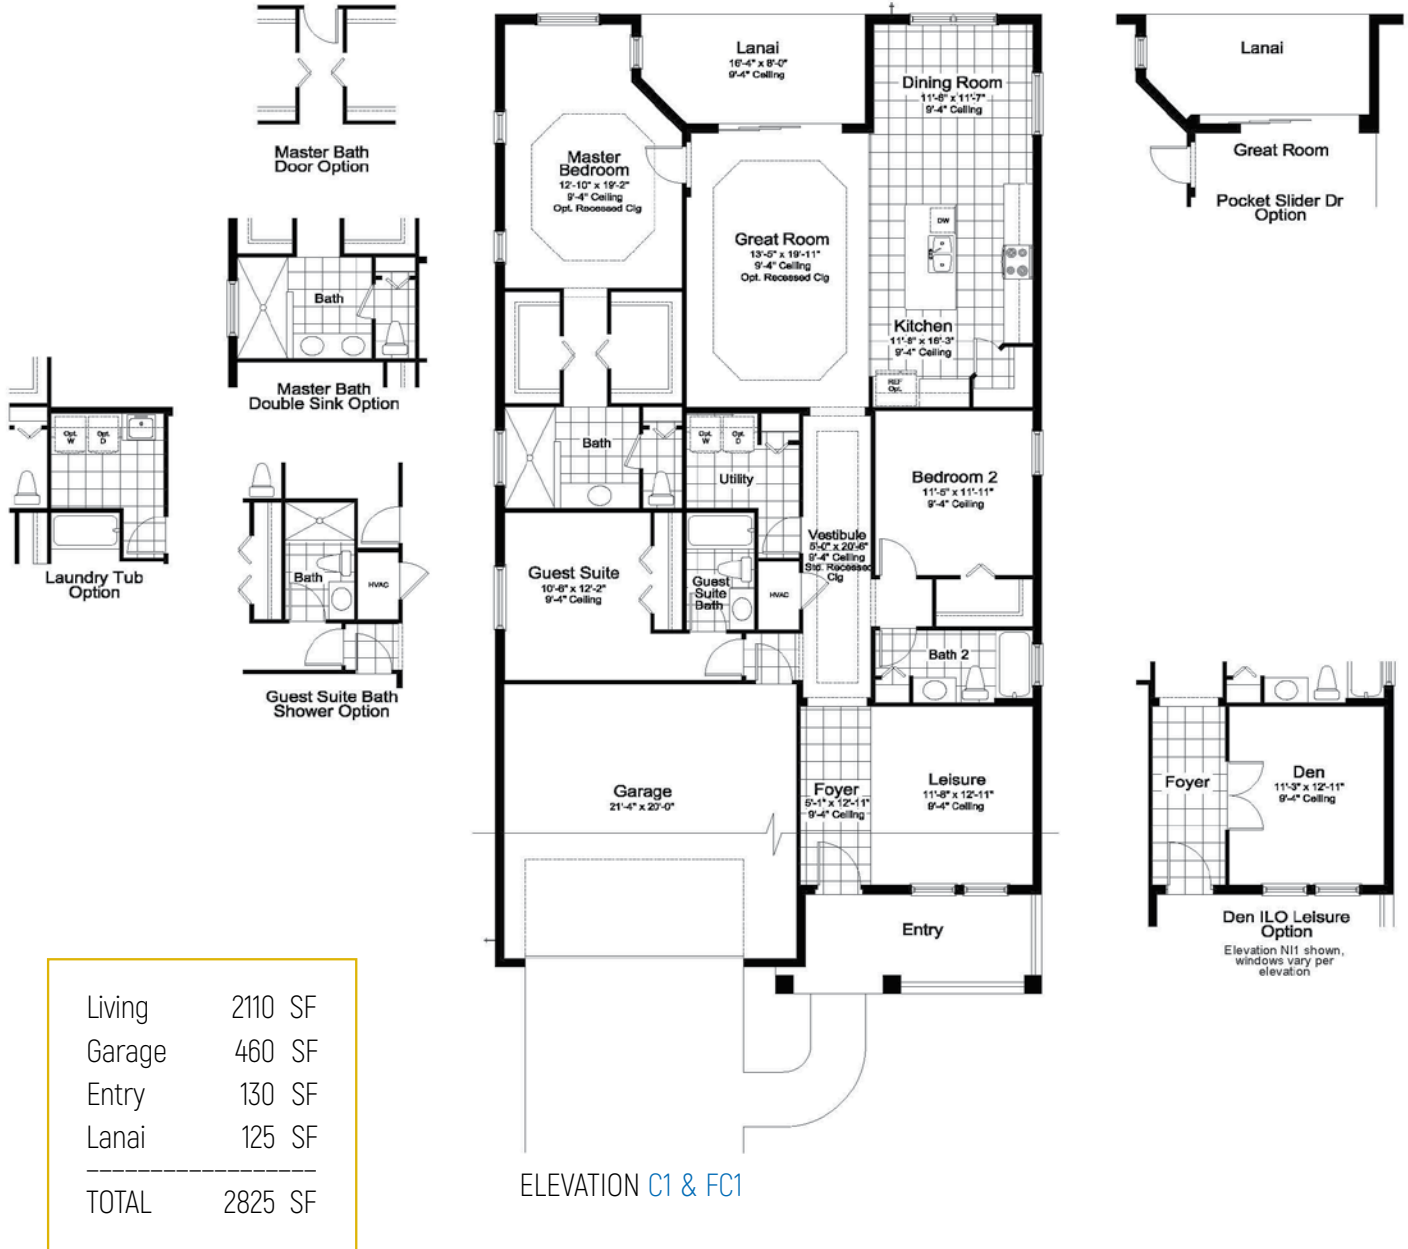 Master Bath
Door Option
Bath
Master Bath
Double Sink Option
Opt.
W
Opt.
D
Laundry Tub
Option
Bath
HVAC
Guest Suite Bath
Shower Option
Lanai
16'-4" x 8'-0"
9'-4" Ceiling
Dining Room
11'-6" x 11'-7"
9'-4" Ceiling
Master
Bedroom
12'-10" x 19'-2"
9'-4" Ceiling
Opt. Recessed Clg
Great Room
13'-5" x 19'-11"
9'-4" Ceiling
Opt. Recessed Clg
DW
Kitchen
11'-8" x 16'-3"
9'-4" Ceiling
REF
Opt.
Bath
Opt.
W
Opt.
D
Utility
Bedroom 2
11'-5" x 11'-11"
9'-4" Ceiling
Vestibule
5'-0" x 20'-6"
9'-4" Ceiling
Std. Recessed
Clg
Guest Suite
10'-6" x 12'-2"
9'-4" Ceiling
Guest
Suite
Bath
HVAC
Bath 2
Garage
21'-4" x 20'-0"
Foyer
5'-1" x 12'-11"
9'-4" Ceiling
Leisure
11'-8" x 12'-11"
9'-4" Ceiling
Entry
Lanai
Great Room
Pocket Slider Dr
Option
Foyer
Den
11'-3" x 12'-11"
9'-4" Ceiling
Den ILO Leisure
Option
Elevation NI1 shown,
windows vary per
elevation
Living 2110 SF
Garage 460 SF
Entry 130 SF
Lanai 125 SF
-------------------
TOTAL 2825 SF
ELEVATION C1 & FC1